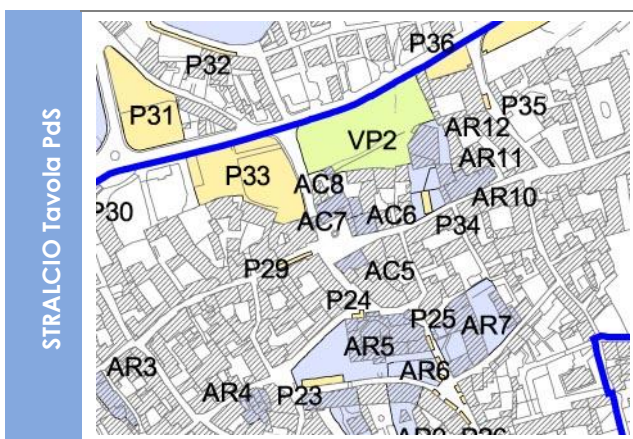 STRALCIO Tavola PdS
P36
P32
P31
P35
VP2
AR12
AR11
P33
AC8
AR10
P30
AC7
AC6
P34
P29
AC5
P24
P25
AR7
AR5
AR3
AR6
AR4
P23